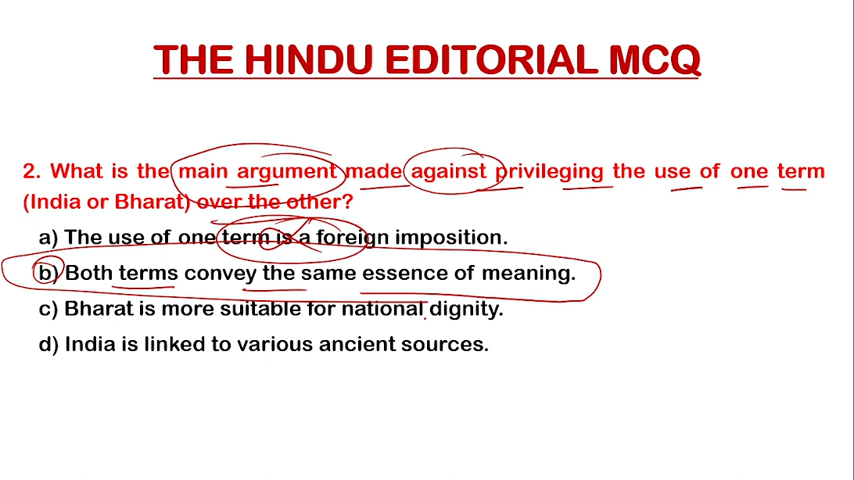 THE HINDU EDITORIAL MCQ
2. What is the main argument made against privileging the use of one term
(India or Bharat) over the other?
a) The use of one term is a foreign imposition.
b) Both terms convey the same essence of meaning.
c) Bharat is more suitable for national dignity.
d) India is linked to various ancient sources.